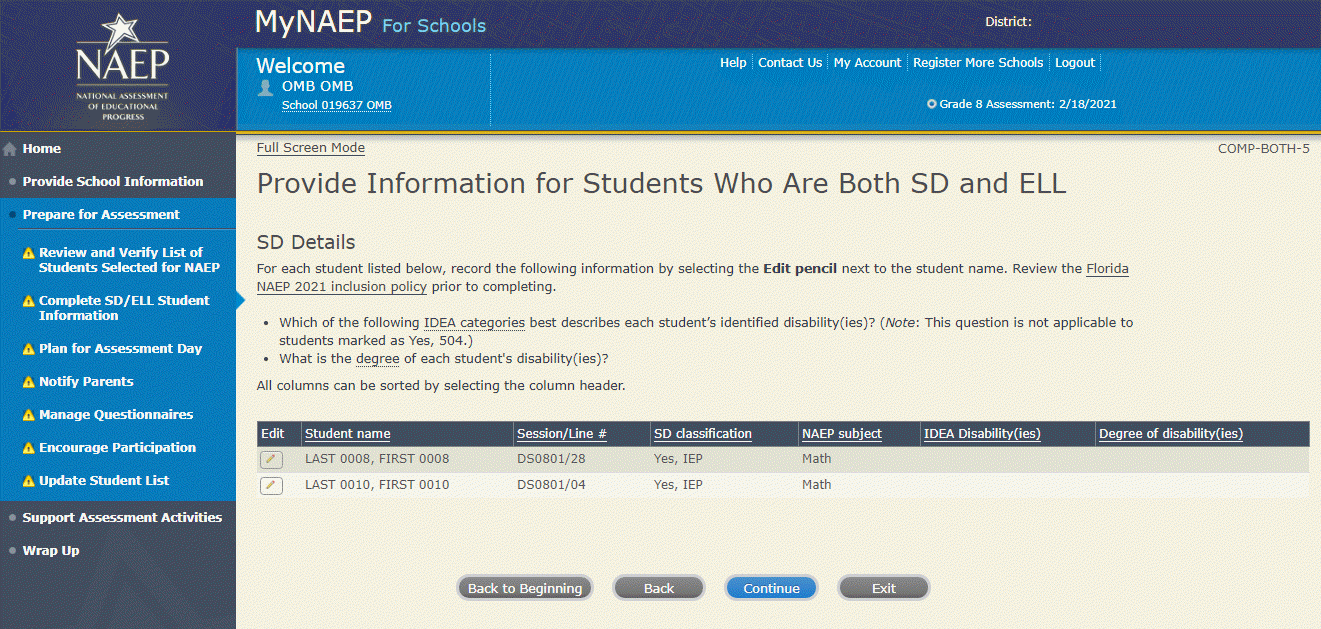 NAEP
NATIONAL ASSESSMENT
OF EDUCATIONAL
PROGRESS
MyNAEP For Schools
District:
Welcome
OMB OMB
School 019637 OMB
Help
Contact Us
My Account
Register More Schools
Logout
Grade 8 Assessment: 2/18/2021
Home
Provide School Information
Prepare for Assessment
Review and Verify List of
Students Selected for NAEP
Complete SD/ELL Student
Information
Plan for Assessment Day
Notify Parents
Manage Questionnaires
Encourage Participation
Update Student List
Support Assessment Activities
Wrap Up
Full Screen Mode
COMP-BOTH-5
Provide Information for Students Who Are Both SD and ELL
SD Details
For each student listed below, record the following information by selecting the Edit pencil next to the student name. Review the Florida
NAEP 2021 inclusion policy prior to completing.
• Which of the following IDEA categories best describes each student’s identified disability(ies)? (Note: This question is not applicable to
students marked as Yes, 504.)
• What is the degree of each student's disability(ies)?
All columns can be sorted by selecting the column header.
Edit Student name Session/Line # SD classification NAEP subject IDEA Disability(ies) Degree of disability(ies)
LAST 0008, FIRST 0008 DS0801/28 Yes, IEP Math
LAST 0010, FIRST 0010 DS0801/04 Yes, IEP Math
Back to Beginning
Back
Continue
Exit